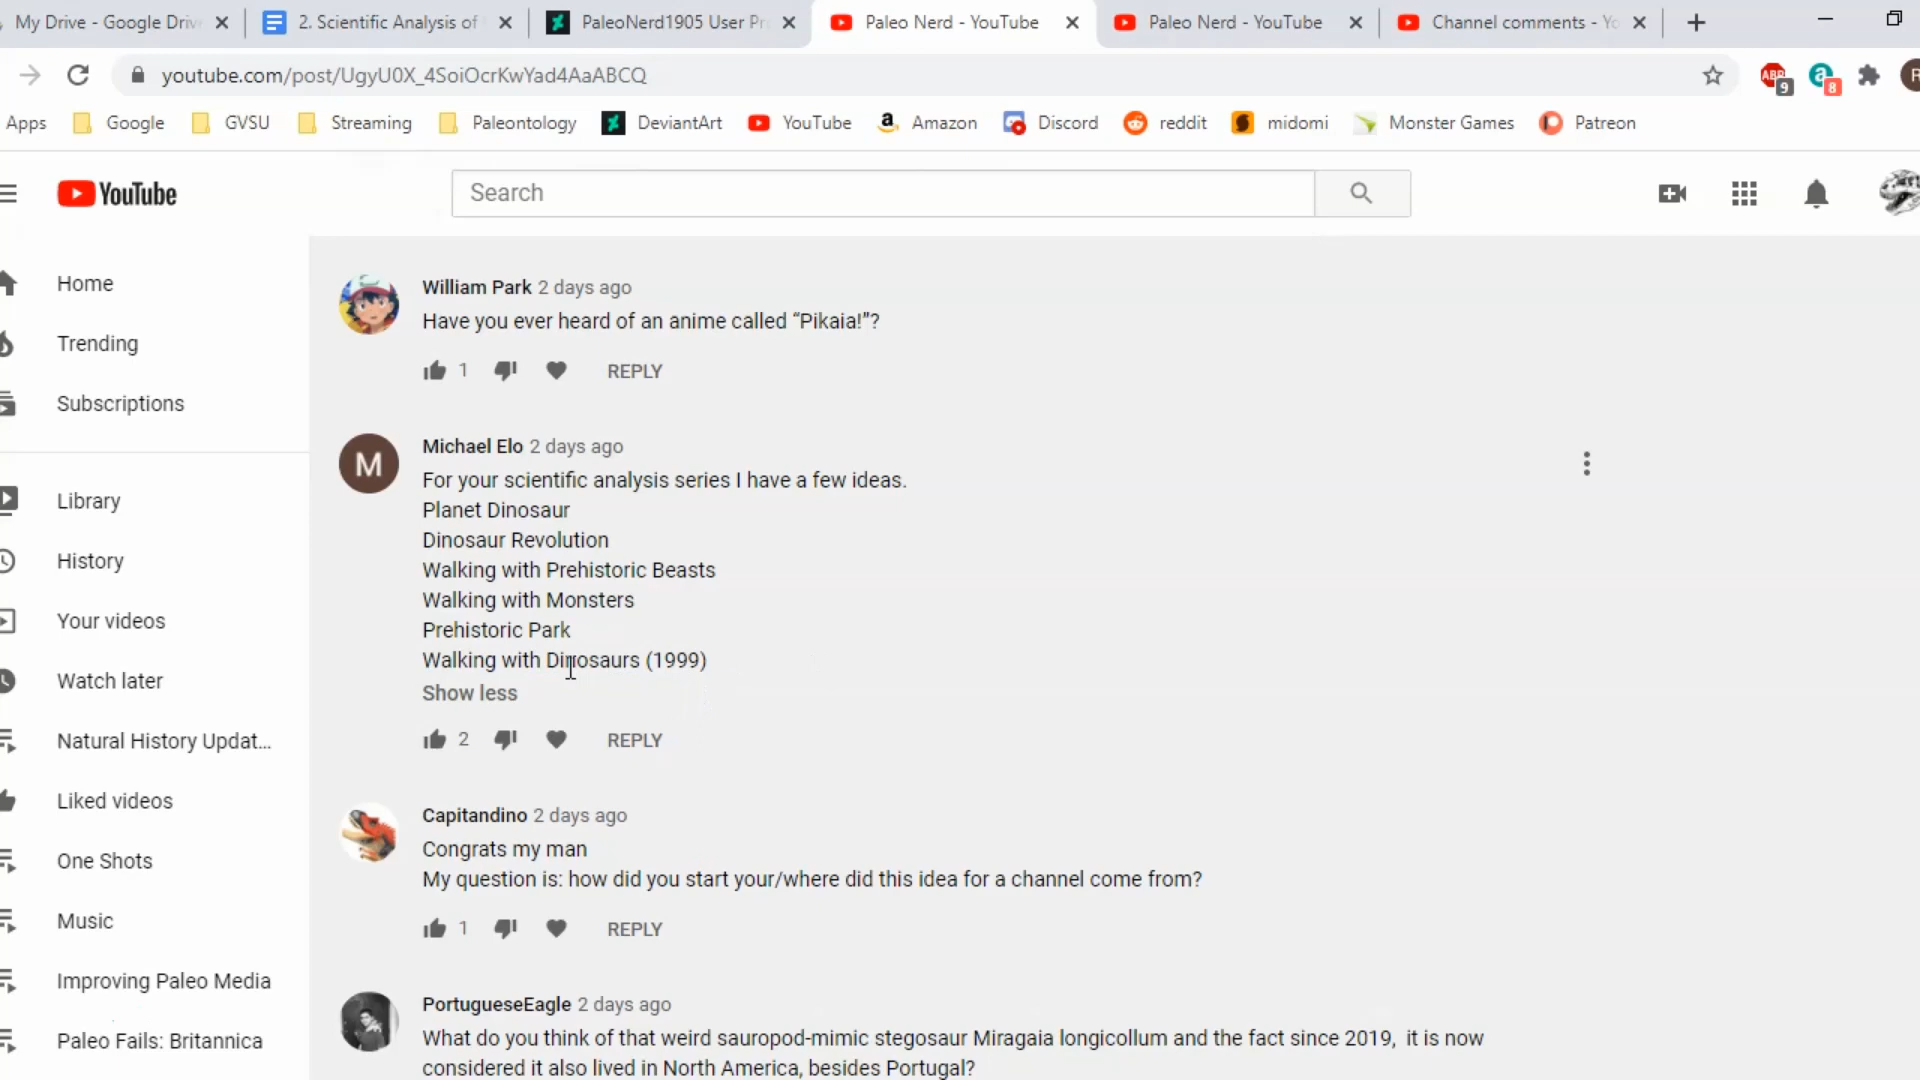 My Drive - Google Drive
2. Scientific Analysis of
PaleoNerd1905 User Pr
Paleo Nerd - YouTube
Paleo Nerd - YouTube
Channel comments - Yo
youtube.com/post/UgyU0X_4SoiOcrKwYad4AaABCQ
ABP
9
a
8
R
Apps
Google
GVSU
Streaming
Paleontology
DeviantArt
YouTube
Amazon
Discord
reddit
midomi
Monster Games
Patreon
YouTube
Search
Home
Trending
Subscriptions
Library
History
Your videos
Watch later
Natural History Updat...
Liked videos
One Shots
Music
Improving Paleo Media
Paleo Fails: Britannica
William Park 2 days ago
Have you ever heard of an anime called “Pikaia!”?
1 REPLY
M
Michael Elo 2 days ago
For your scientific analysis series I have a few ideas.
Planet Dinosaur
Dinosaur Revolution
Walking with Prehistoric Beasts
Walking with Monsters
Prehistoric Park
Walking with Dinosaurs (1999)
Show less
2 REPLY
Capitandino 2 days ago
Congrats my man
My question is: how did you start your/where did this idea for a channel come from?
1 REPLY
PortugueseEagle 2 days ago
What do you think of that weird sauropod-mimic stegosaur Miragaia longicollum and the fact since 2019, it is now
considered it also lived in North America, besides Portugal?